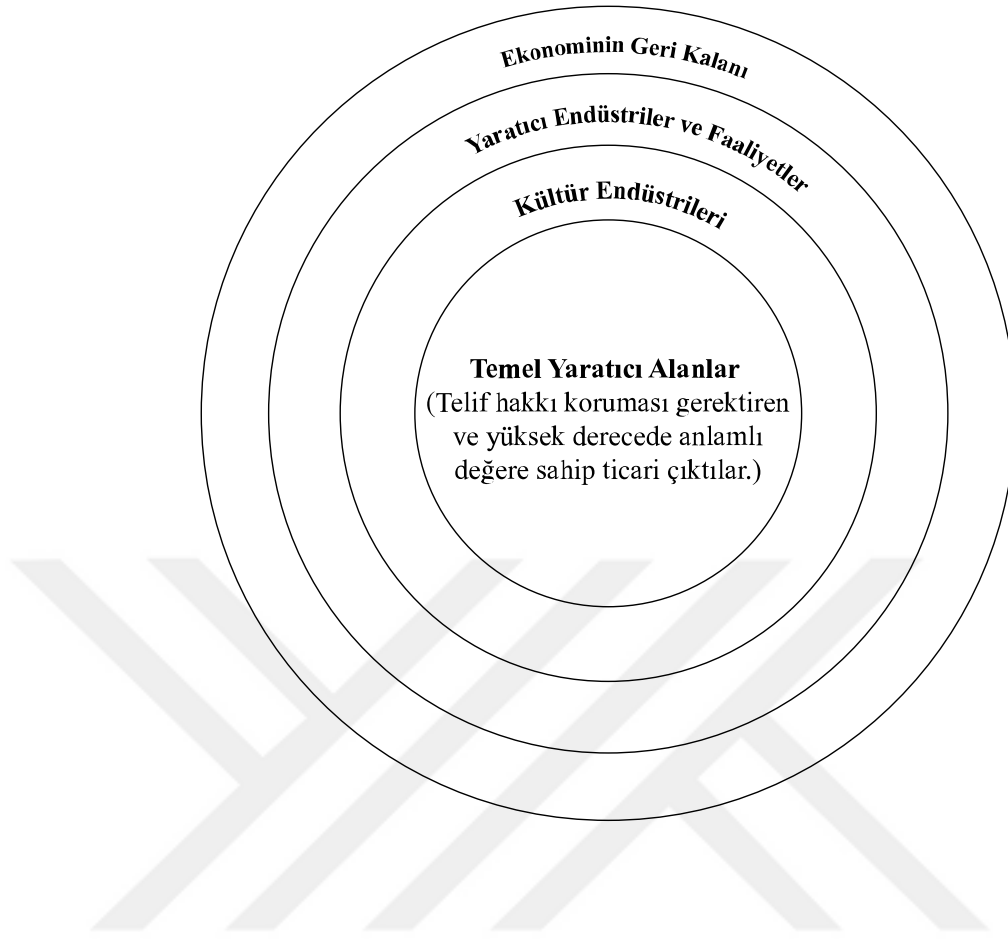 Ekonominin Geri Kalanı
Yaratıcı Endüstriler ve Faaliyetler
Kültür Endüstrileri
Temel Yaratıcı Alanlar
(Telif hakkı koruması gerektiren
ve yüksek derecede anlamlı
değere sahip ticari çıktılar.)